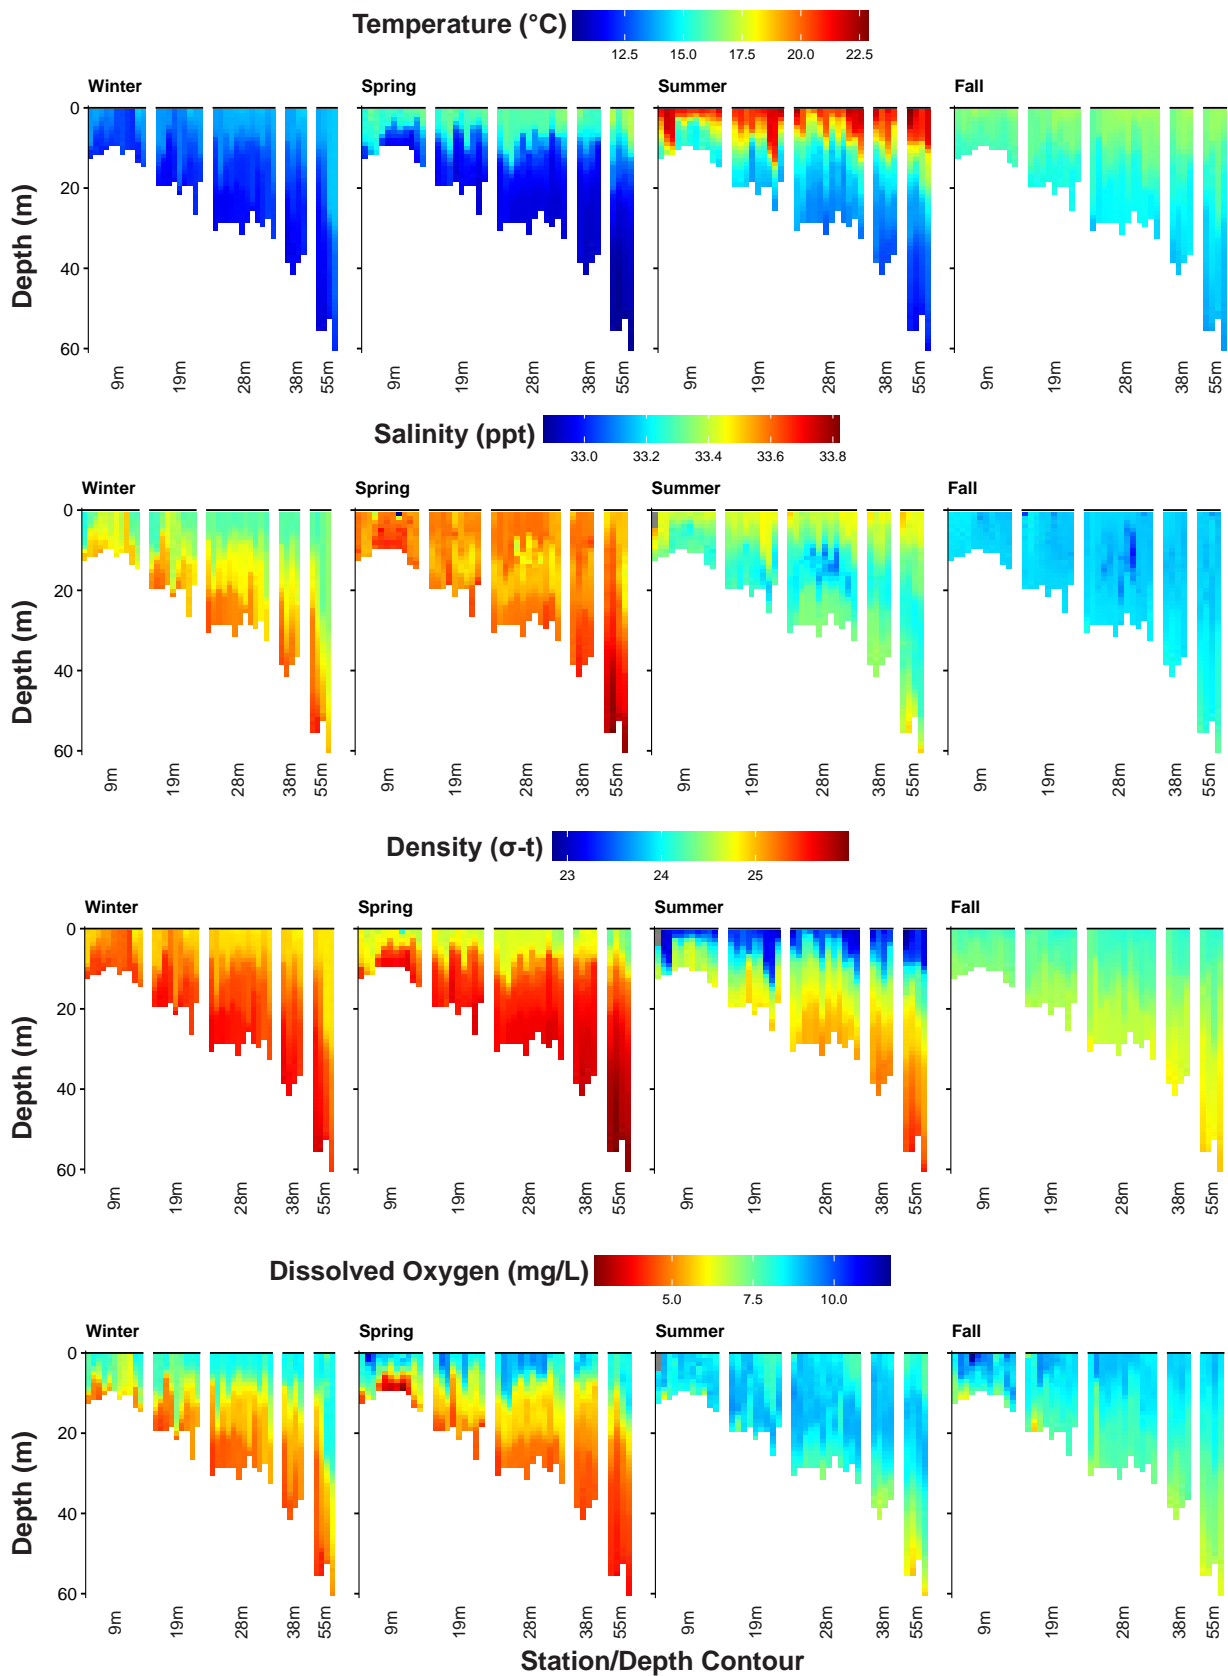 Temperature (°C)
12.5 15.0 17.5 20.0 22.5
Winter Spring Summer Fall
0
20
40
60
Depth (m)
9m 19m 28m 38m 55m 9m 19m 28m 38m 55m 9m 19m 28m 38m 55m 9m 19m 28m 38m 55m
Salinity (ppt)
33.0 33.2 33.4 33.6 33.8
Winter Spring Summer Fall
0
20
40
60
Depth (m)
9m 19m 28m 38m 55m 9m 19m 28m 38m 55m 9m 19m 28m 38m 55m 9m 19m 28m 38m 55m
Density (σ-t)
23 24 25
Winter Spring Summer Fall
0
20
40
60
Depth (m)
9m 19m 28m 38m 55m 9m 19m 28m 38m 55m 9m 19m 28m 38m 55m 9m 19m 28m 38m 55m
Dissolved Oxygen (mg/L)
5.0 7.5 10.0
Winter Spring Summer Fall
0
20
40
60
Depth (m)
9m 19m 28m 38m 55m 9m 19m 28m 38m 55m 9m 19m 28m 38m 55m 9m 19m 28m 38m 55m
Station/Depth Contour